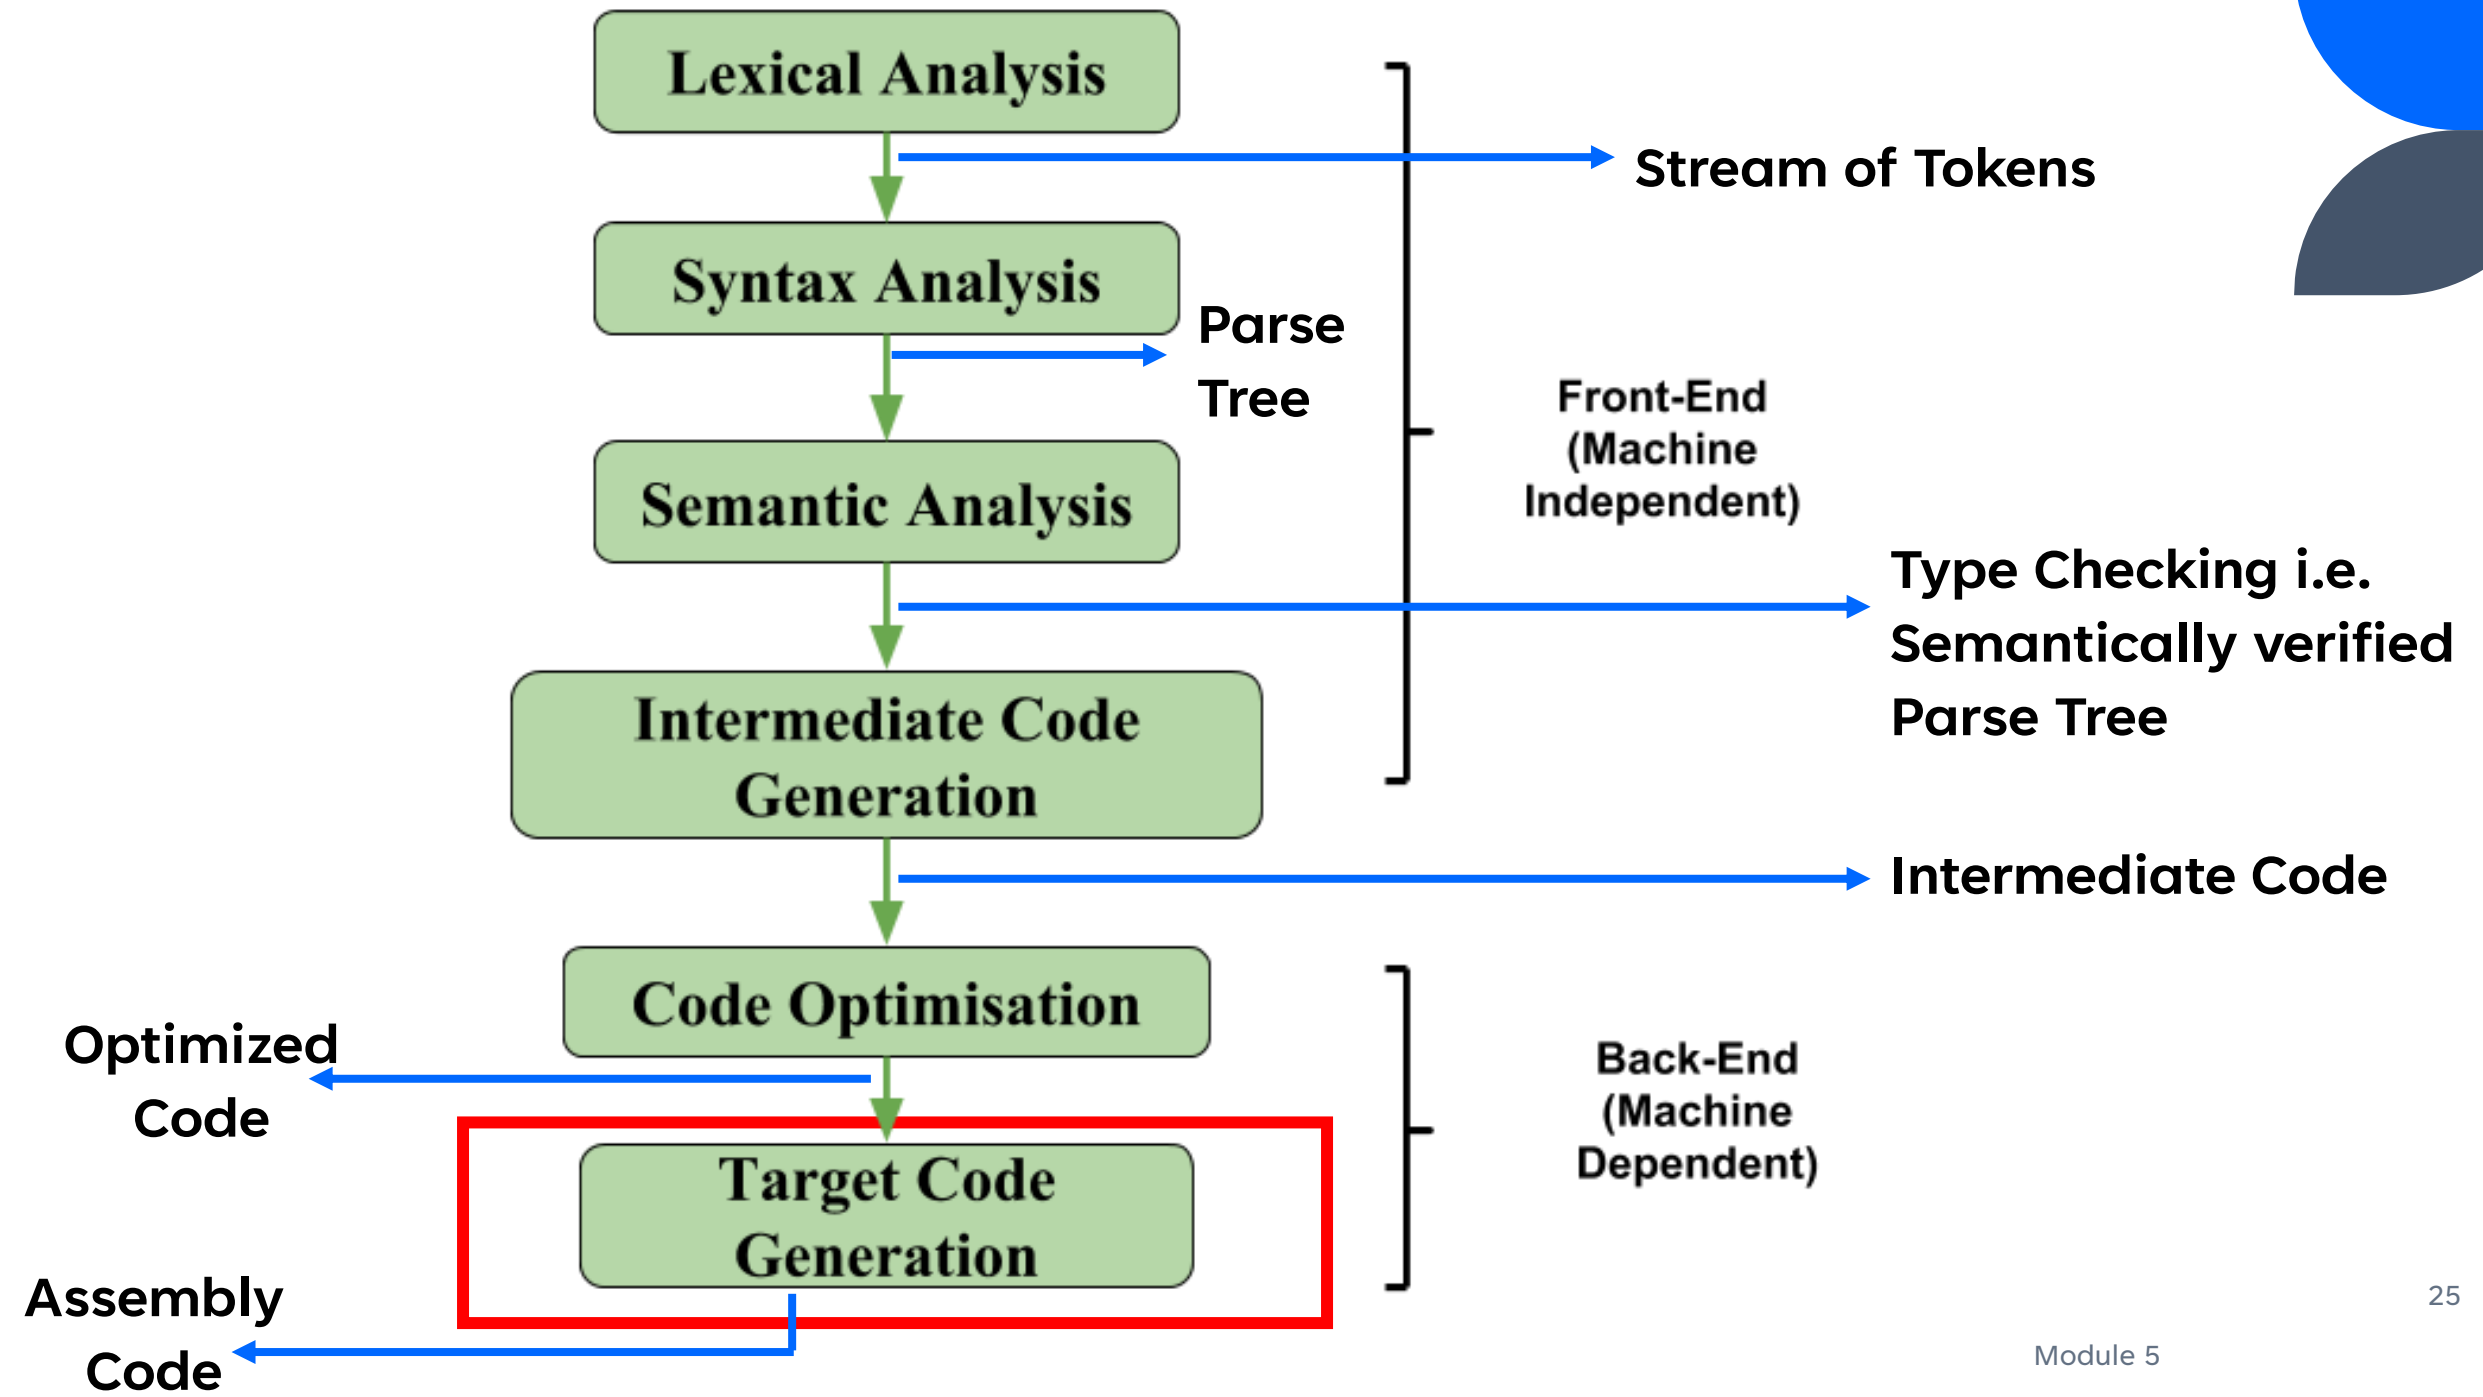 Lexical Analysis
Stream of Tokens
Syntax Analysis
Parse
Tree
Front-End
(Machine
Independent)
Semantic Analysis
Type Checking i.e.
Semantically verified
Parse Tree
Intermediate Code
Generation
Intermediate Code
Code Optimisation
Optimized
Code
Back-End
(Machine
Dependent)
Target Code
Generation
Assembly
Code
25
Module 5